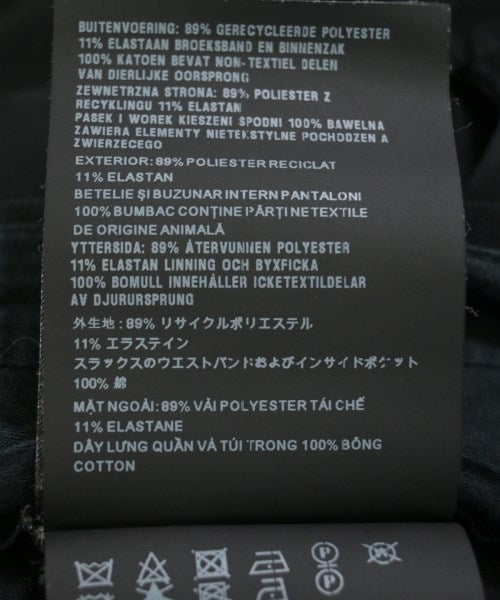 BUITENVOERING: 89% GERECYCLEERDE POLYESTER
11% ELASTAAN BROEKSBAND EN BINNENZAK
100% KATOEN BEVAT NON-TEXTIEL DELEN
VAN DIERLIJKE OORSPRONG
ZEWNETRZNA STRONA: 89% POLIESTER Z
RECYKLINGU 11% ELASTAN
PASEK I WOREK KIESZENI SPODNI 100% BAWELNA
ZAWIERA ELEMENTY NIETEKSTYLNE POCHODZEN A
ZWIERZECEGO
EXTERIOR: 89% POLIESTER RECICLAT
11% ELASTAN
BETELIE ȘI BUZUNAR INTERN PANTALONI
100% BUMBAC CONȚINE PĂRȚI NETEXTILE
DE ORIGINE ANIMALĂ
YTTERSIDA: 89% ÅTERVUNNEN POLYESTER
11% ELASTAN LINNING OCH BYXFICKA
100% BOMULL INNEHÅLLER ICKETEXTILDELAR
AV DJURURSPRUNG
外生地 : 89% リサイクルポリエステル
11% エラステイン
スラックスのウエストバンドおよびインサイドポケット
100% 綿
MẶT NGOÀI: 89% VẢI POLYESTER TÁI CHẾ
11% ELASTANE
DÂY LƯNG QUẦN VÀ TÚI TRONG 100% BÔNG
COTTON
P
P